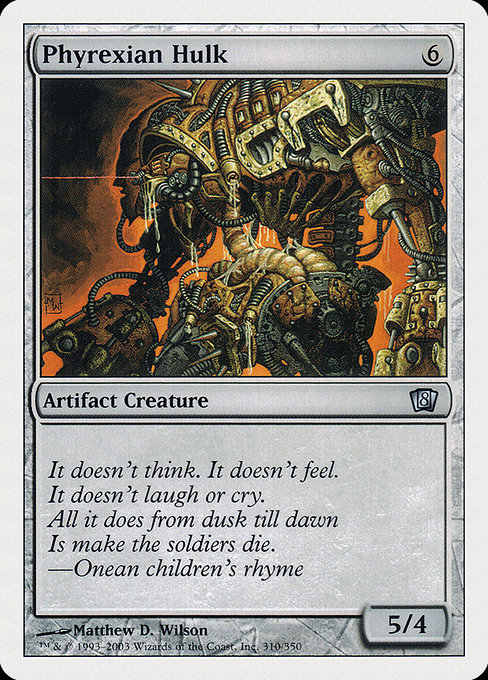 Phyrexian Hulk 6
MW
Artifact Creature 8
It doesn't think. It doesn't feel.
It doesn't laugh or cry.
All it does from dusk till dawn
Is make the soldiers die.
—Onean children's rhyme
5/4
Matthew D. Wilson
™ & © 1993–2003 Wizards of the Coast, Inc. 310/350